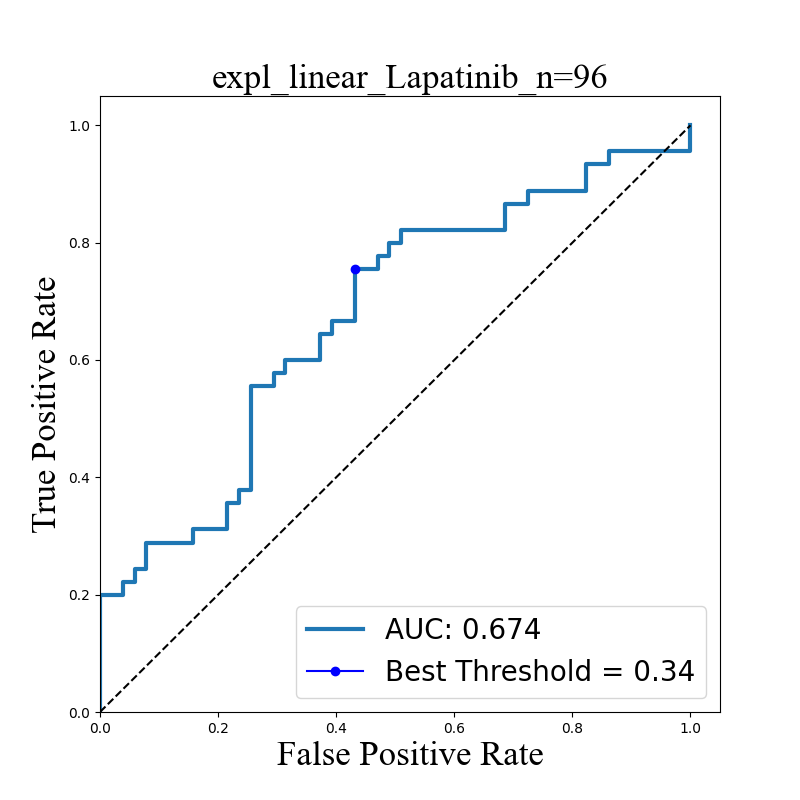 expl_linear_Lapatinib_n=96
True Positive Rate
1.0
0.8
0.6
0.4
0.2
0.0
AUC: 0.674
Best Threshold = 0.34
0.0 0.2 0.4 0.6 0.8 1.0
False Positive Rate